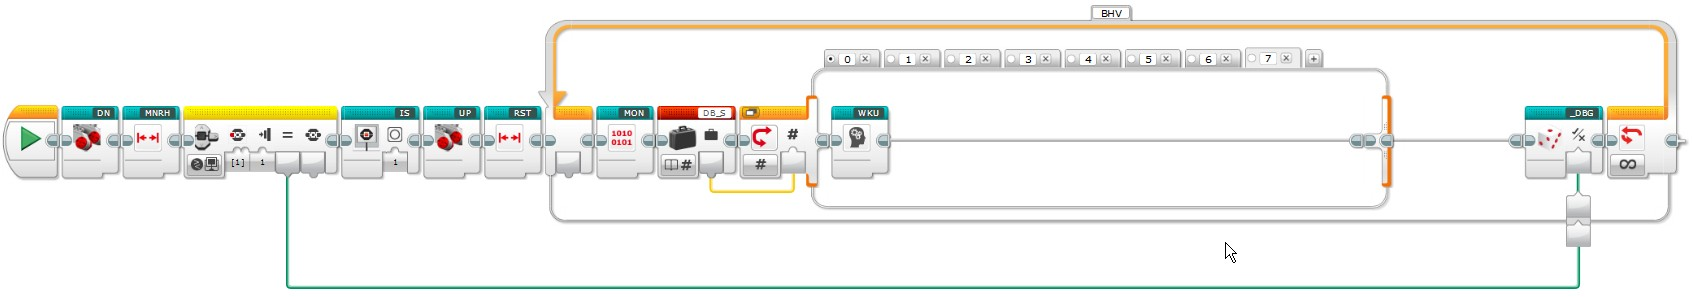 BHV
0 1 2 3 4 5 6 7
DN MNRH IS UP RST MON DB_S WKU _DBG
[1] 1 = 1 1010 0101 # # # ∞